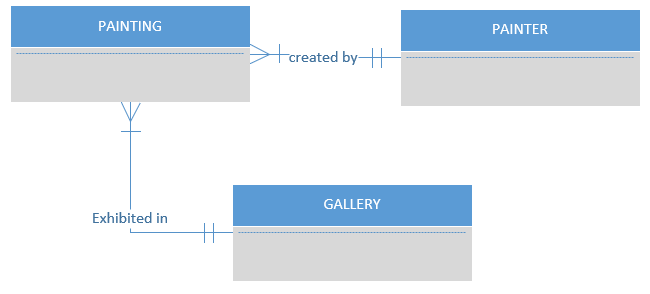 PAINTING
PAINTER
created by
Exhibited in
GALLERY